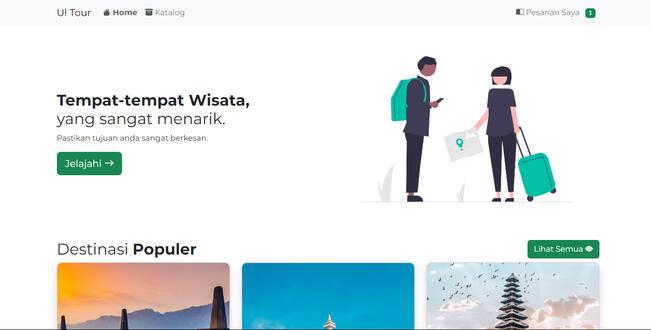 UI Tour Home Katalog Pesanan Saya 1
Tempat-tempat Wisata,
yang sangat menarik.
Pastikan tujuan anda sangat berkesan.
Jelajahi
Destinasi Populer Lihat Semua